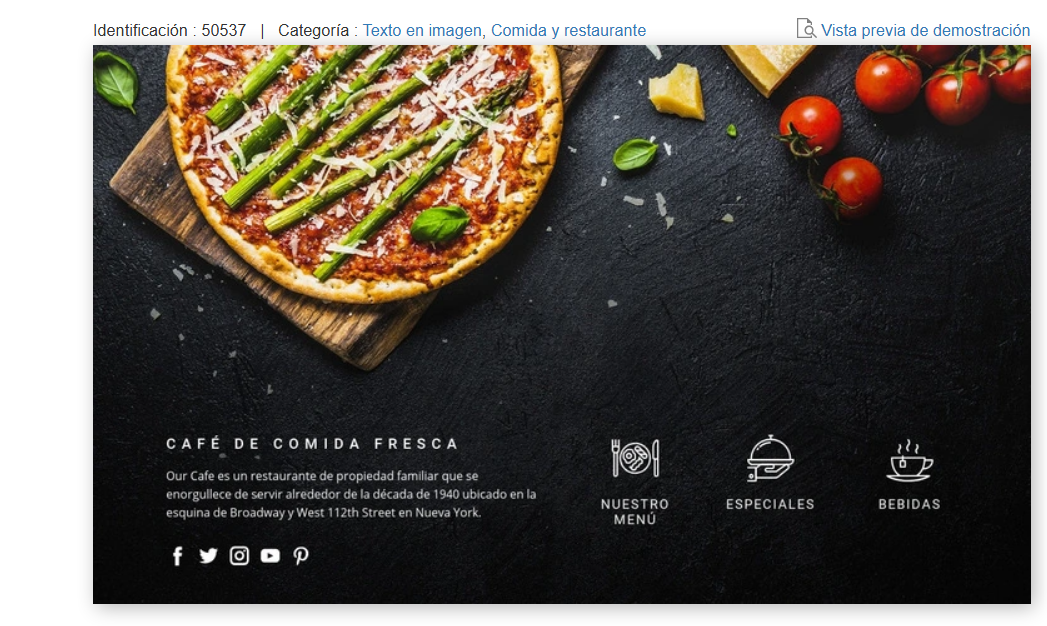 Identificación : 50537 | Categoría : Texto en imagen, Comida y restaurante
Vista previa de demostración
CAFÉ DE COMIDA FRESCA
Our Cafe es un restaurante de propiedad familiar que se
enorgullece de servir alrededor de la década de 1940 ubicado en la
esquina de Broadway y West 112th Street en Nueva York.
NUESTRO
MENÚ
ESPECIALES
BEBIDAS